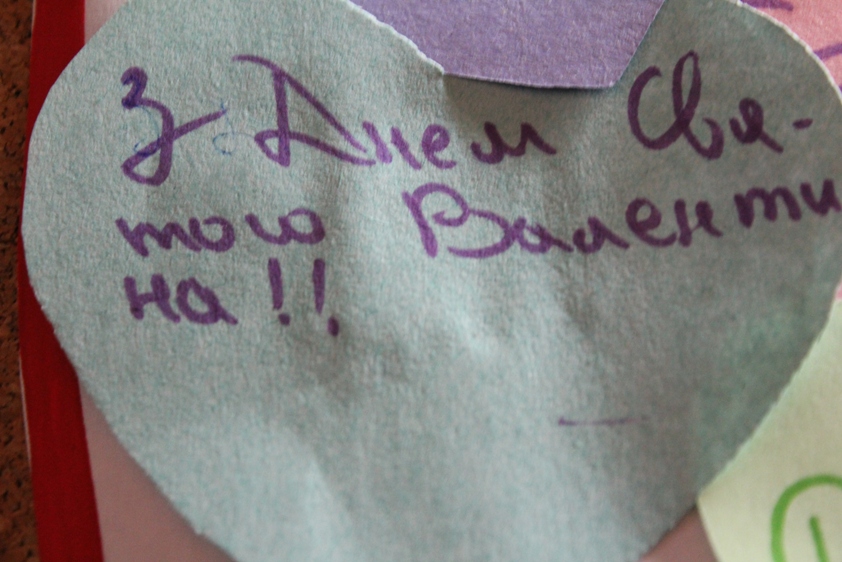 З Днем Свя-
того Валенти
на!!